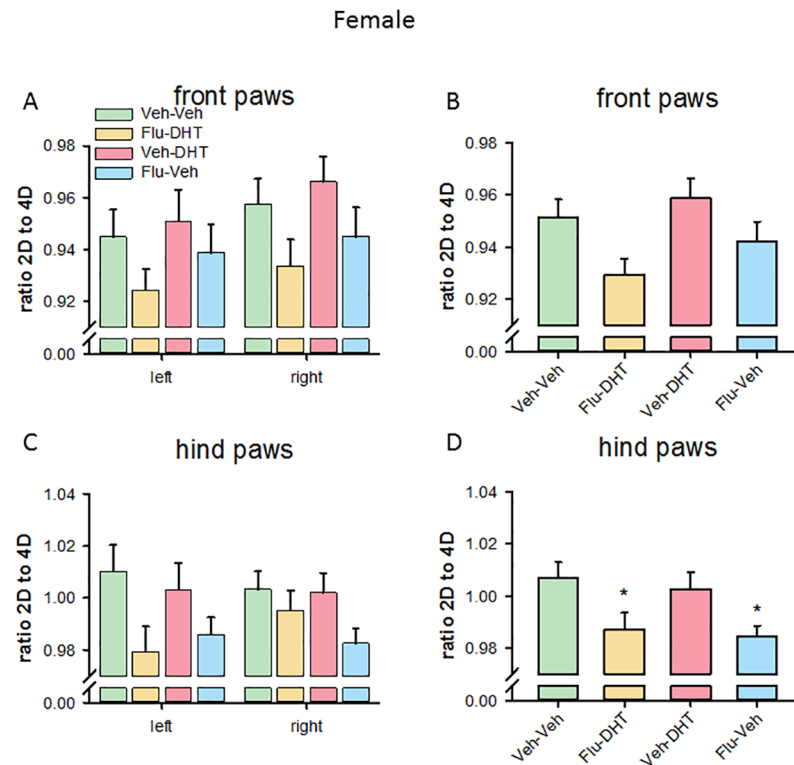 Female
A
front paws
Veh-Veh
Flu-DHT
Veh-DHT
Flu-Veh
ratio 2D to 4D
0.98
0.96
0.94
0.92
0.00
left
right
B
front paws
ratio 2D to 4D
0.98
0.96
0.94
0.92
0.00
Veh-Veh
Flu-DHT
Veh-DHT
Flu-Veh
C
hind paws
ratio 2D to 4D
1.04
1.02
1.00
0.98
0.00
left
right
D
hind paws
ratio 2D to 4D
1.04
1.02
1.00
0.98
0.00
*
*
Veh-Veh
Flu-DHT
Veh-DHT
Flu-Veh